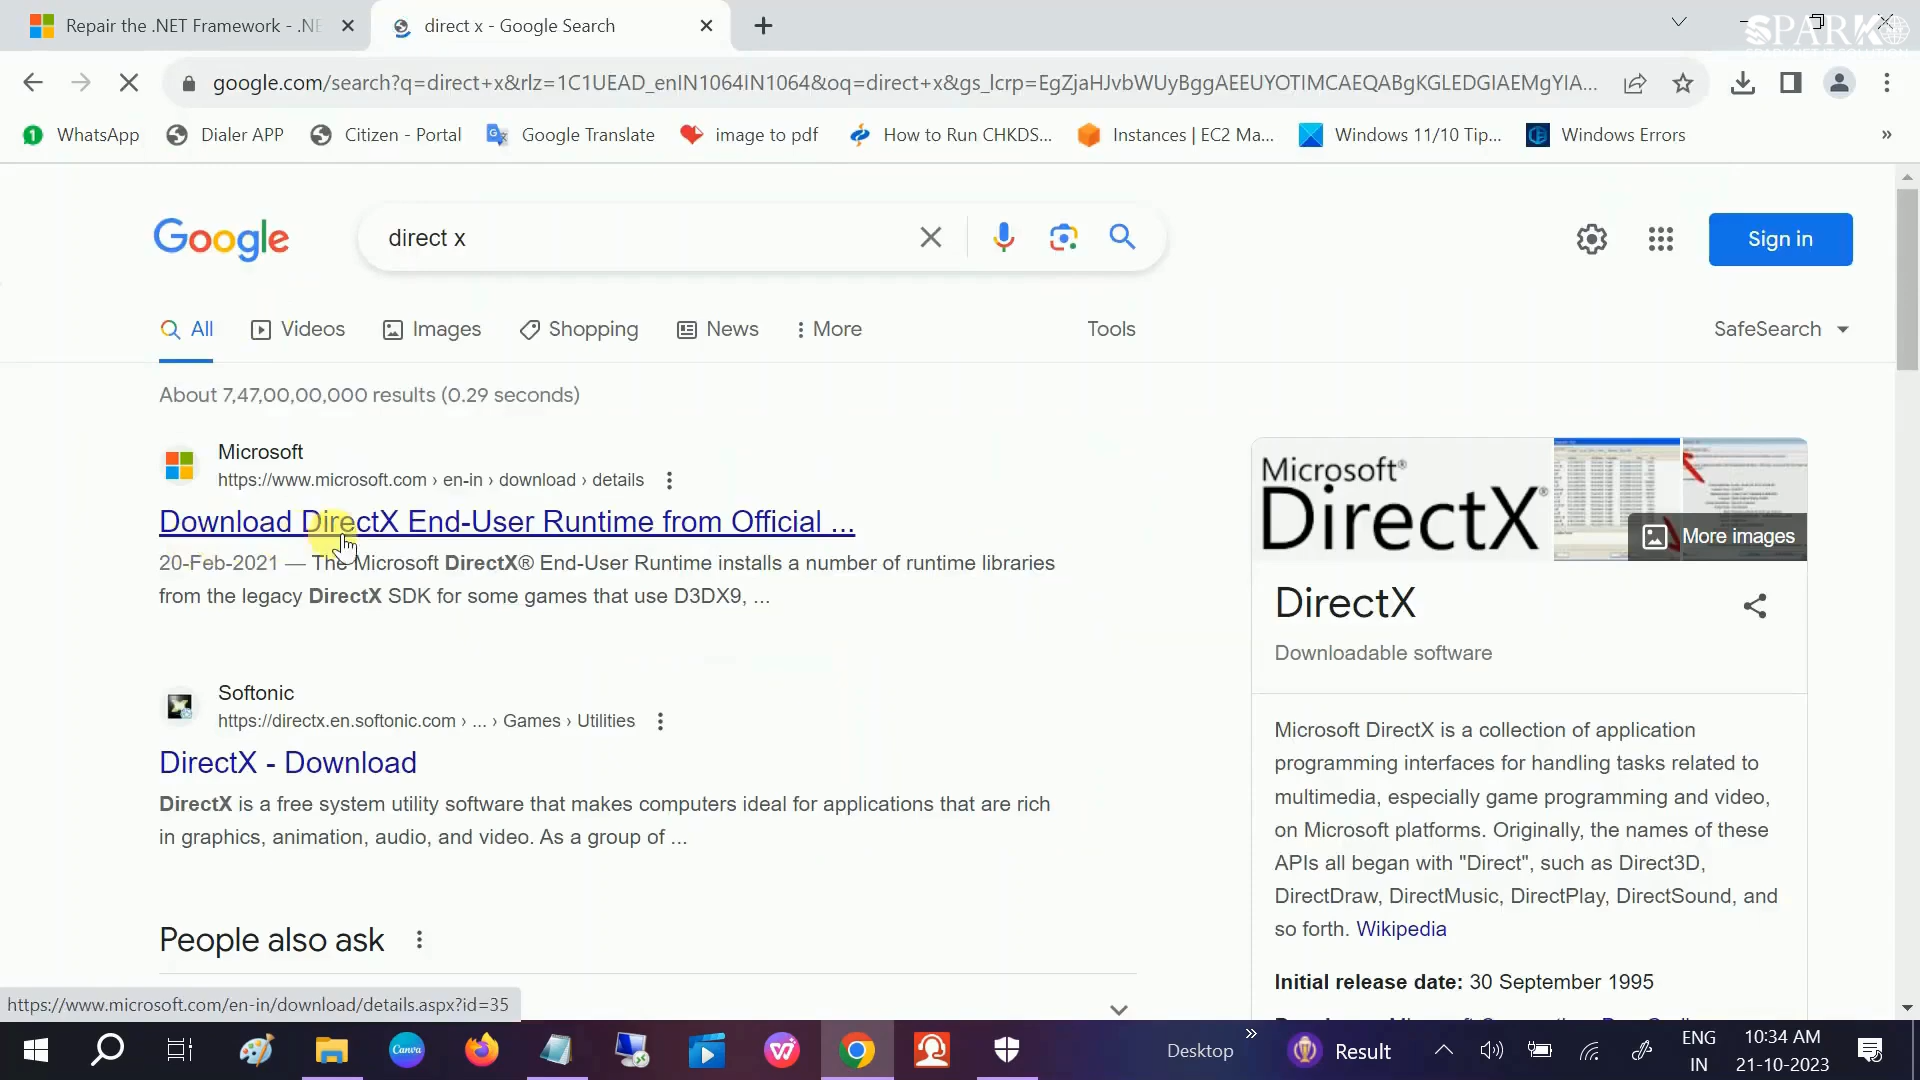 Repair the .NET Framework - .NE
direct x - Google Search
SPARK
google.com/search?q=direct+x&rlz=1C1UEAD_enIN1064IN1064&oq=direct+x&gs_lcrp=EgZjaHJvbWUyBggAEEUYOTIMCAEQABgKGLEDGIAEMgYIA...
WhatsApp
Dialer APP
Citizen - Portal
Google Translate
image to pdf
How to Run CHKDS...
Instances | EC2 Ma...
Windows 11/10 Tip...
Windows Errors
»
Google
direct x
Sign in
All
Videos
Images
Shopping
News
More
Tools
SafeSearch
About 7,47,00,00,000 results (0.29 seconds)
Microsoft
https://www.microsoft.com › en-in › download › details
Download DirectX End-User Runtime from Official ...
20-Feb-2021 — The Microsoft DirectX® End-User Runtime installs a number of runtime libraries
from the legacy DirectX SDK for some games that use D3DX9, ...
Softonic
https://directx.en.softonic.com › ... › Games › Utilities
DirectX - Download
DirectX is a free system utility software that makes computers ideal for applications that are rich
in graphics, animation, audio, and video. As a group of ...
People also ask
Microsoft®
DirectX®
More images
DirectX
Downloadable software
Microsoft DirectX is a collection of application
programming interfaces for handling tasks related to
multimedia, especially game programming and video,
on Microsoft platforms. Originally, the names of these
APIs all began with "Direct", such as Direct3D,
DirectDraw, DirectMusic, DirectPlay, DirectSound, and
so forth. Wikipedia
Initial release date: 30 September 1995
https://www.microsoft.com/en-in/download/details.aspx?id=35
Canva
Desktop
»
Result
ENG
IN
10:34 AM
21-10-2023